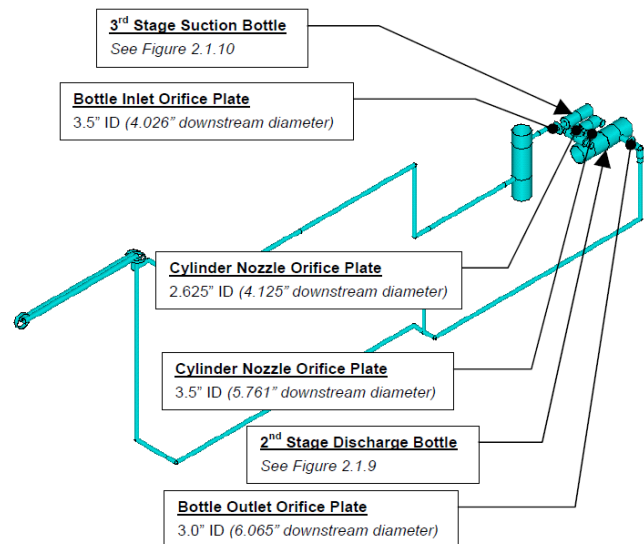 3rd Stage Suction Bottle
See Figure 2.1.10
Bottle Inlet Orifice Plate
3.5” ID (4.026” downstream diameter)
Cylinder Nozzle Orifice Plate
2.625” ID (4.125” downstream diameter)
Cylinder Nozzle Orifice Plate
3.5” ID (5.761” downstream diameter)
2nd Stage Discharge Bottle
See Figure 2.1.9
Bottle Outlet Orifice Plate
3.0” ID (6.065” downstream diameter)